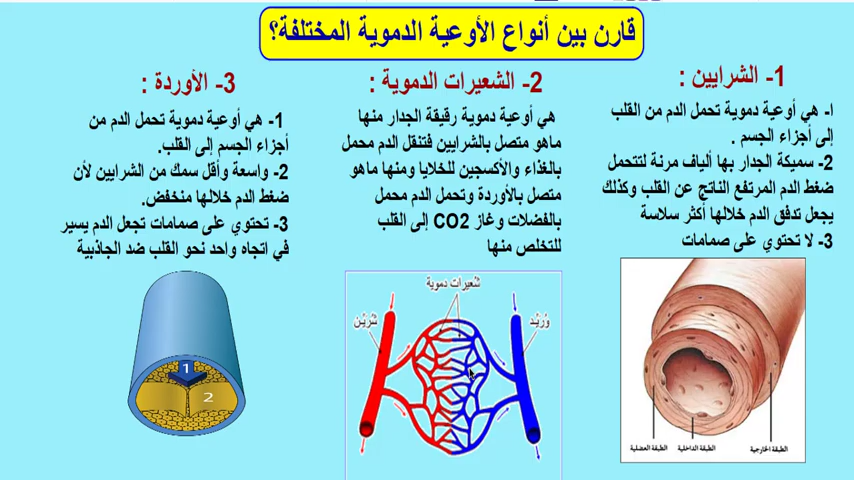 قارن بين أنواع الأوعية الدموية المختلفة؟
1- الشرايين :
ا- هي أوعية دموية تحمل الدم من القلب
إلى أجزاء الجسم .
2- سميكة الجدار بها ألياف مرنة لتتحمل
ضغط الدم المرتفع الناتج عن القلب وكذلك
يجعل تدفق الدم خلالها أكثر سلاسة
3- لا تحتوي على صمامات
الطبقة الخارجية
الطبقة الداخلية
الطبقة العضلية
2- الشعيرات الدموية :
هي أوعية دموية رقيقة الجدار منها
ماهو متصل بالشرايين فتنقل الدم محمل
بالغذاء والأكسجين للخلايا ومنها ماهو
متصل بالأوردة وتحمل الدم محمل
بالفضلات وغاز CO2 إلى القلب
للتخلص منها
شعيرات دموية
وريد
شريان
3- الأوردة :
1- هي أوعية دموية تحمل الدم من
أجزاء الجسم إلى القلب.
2- واسعة وأقل سمك من الشرايين لأن
ضغط الدم خلالها منخفض.
3- تحتوي على صمامات تجعل الدم يسير
في اتجاه واحد نحو القلب ضد الجاذبية
1
2